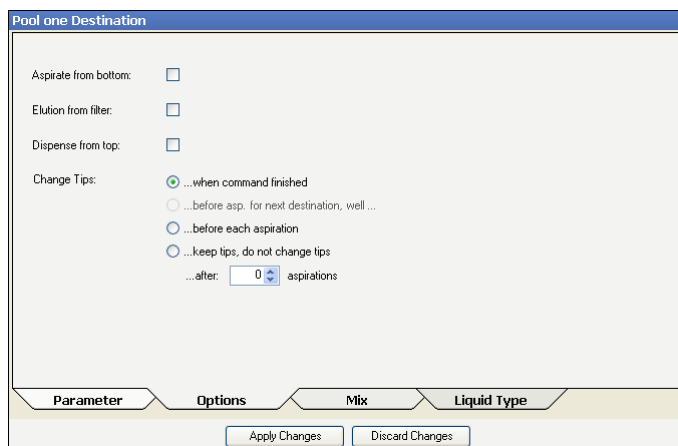 Pool one Destination
Aspirate from bottom:
Elution from filter:
Dispense from top:
Change Tips: ...when command finished
...before asp. for next destination, well ...
...before each aspiration
...keep tips, do not change tips
...after: 0 aspirations
Parameter Options Mix Liquid Type
Apply Changes Discard Changes